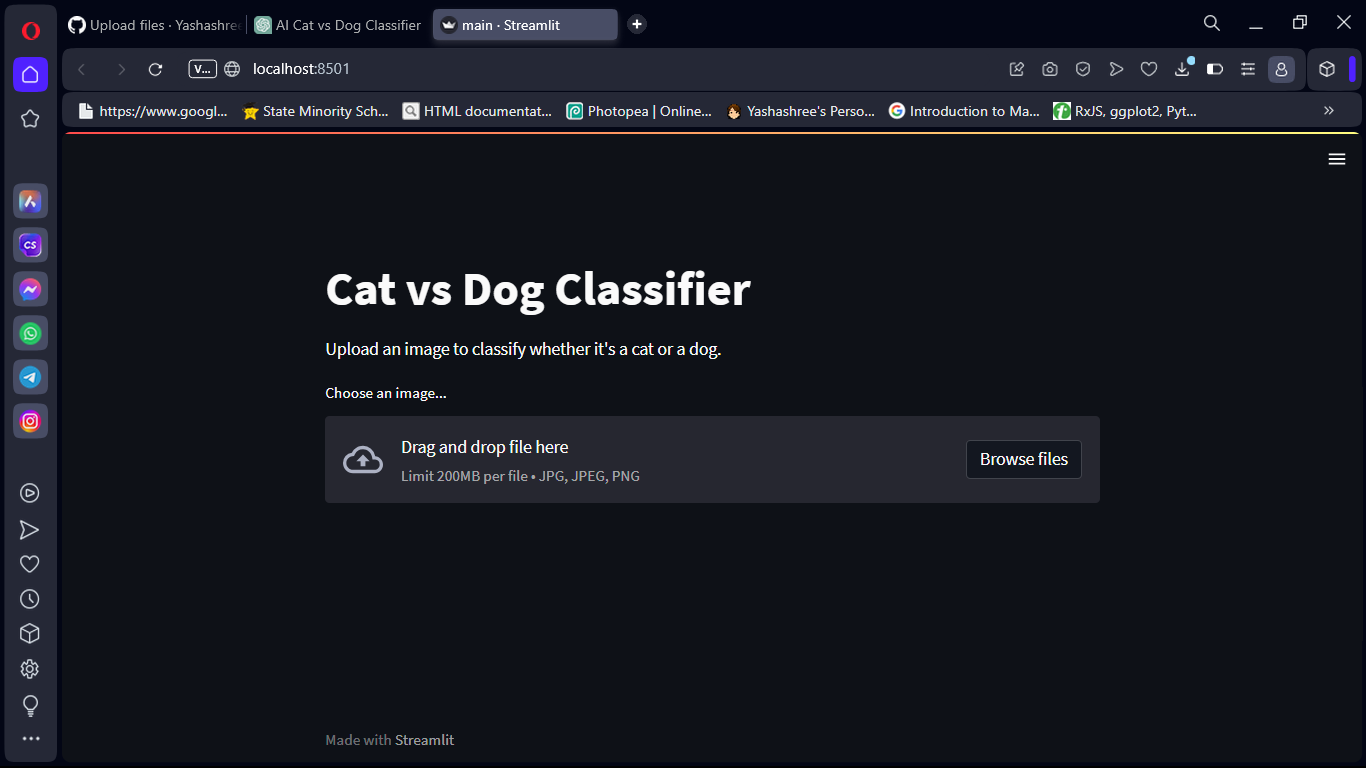 Upload files · Yashashree
AI Cat vs Dog Classifier
main · Streamlit
V...
localhost:8501
https://www.googl...
State Minority Sch...
HTML documentat...
Photopea | Online...
Yashashree's Perso...
Introduction to Ma...
RxJS, ggplot2, Pyt...
CS
Cat vs Dog Classifier
Upload an image to classify whether it's a cat or a dog.
Choose an image...
Drag and drop file here
Limit 200MB per file • JPG, JPEG, PNG
Browse files
Made with Streamlit